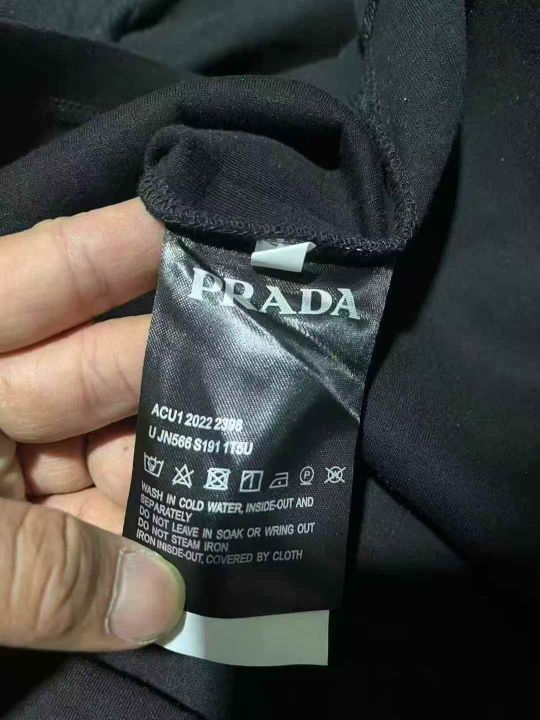 PRADA
ACU1 2022 2398
U JN566 S191 1T5U
WASH IN COLD WATER, INSIDE-OUT AND
SEPARATELY
DO NOT LEAVE IN SOAK OR WRING OUT
DO NOT STEAM IRON
IRON INISDE-OUT, COVERED BY CLOTH